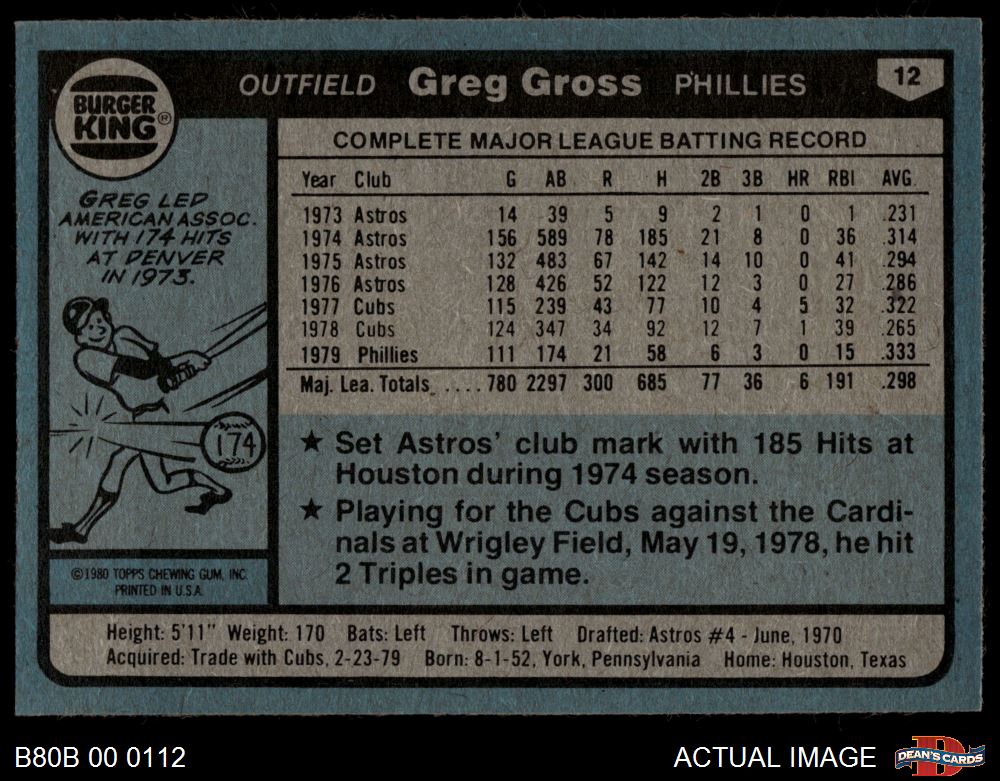 BURGER
KING®
OUTFIELD Greg Gross PHILLIES 12
GREG LED
AMERICAN ASSOC.
WITH 174 HITS
AT DENVER
IN 1973.
174
©1980 TOPPS CHEWING GUM, INC.
PRINTED IN U.S.A.
COMPLETE MAJOR LEAGUE BATTING RECORD
Year Club G AB R H 2B 3B HR RBI AVG.
1973 Astros 14 39 5 9 2 1 0 1 .231
1974 Astros 156 589 78 185 21 8 0 36 .314
1975 Astros 132 483 67 142 14 10 0 41 .294
1976 Astros 128 426 52 122 12 3 0 27 .286
1977 Cubs 115 239 43 77 10 4 5 32 .322
1978 Cubs 124 347 34 92 12 7 1 39 .265
1979 Phillies 111 174 21 58 6 3 0 15 .333
Maj. Lea. Totals . . . . 780 2297 300 685 77 36 6 191 .298
★ Set Astros' club mark with 185 Hits at
Houston during 1974 season.
★ Playing for the Cubs against the Cardi-
nals at Wrigley Field, May 19, 1978, he hit
2 Triples in game.
Height: 5'11" Weight: 170 Bats: Left Throws: Left Drafted: Astros #4 - June, 1970
Acquired: Trade with Cubs, 2-23-79 Born: 8-1-52, York, Pennsylvania Home: Houston, Texas
B80B 00 0112
ACTUAL IMAGE
D
DEAN'S CARDS